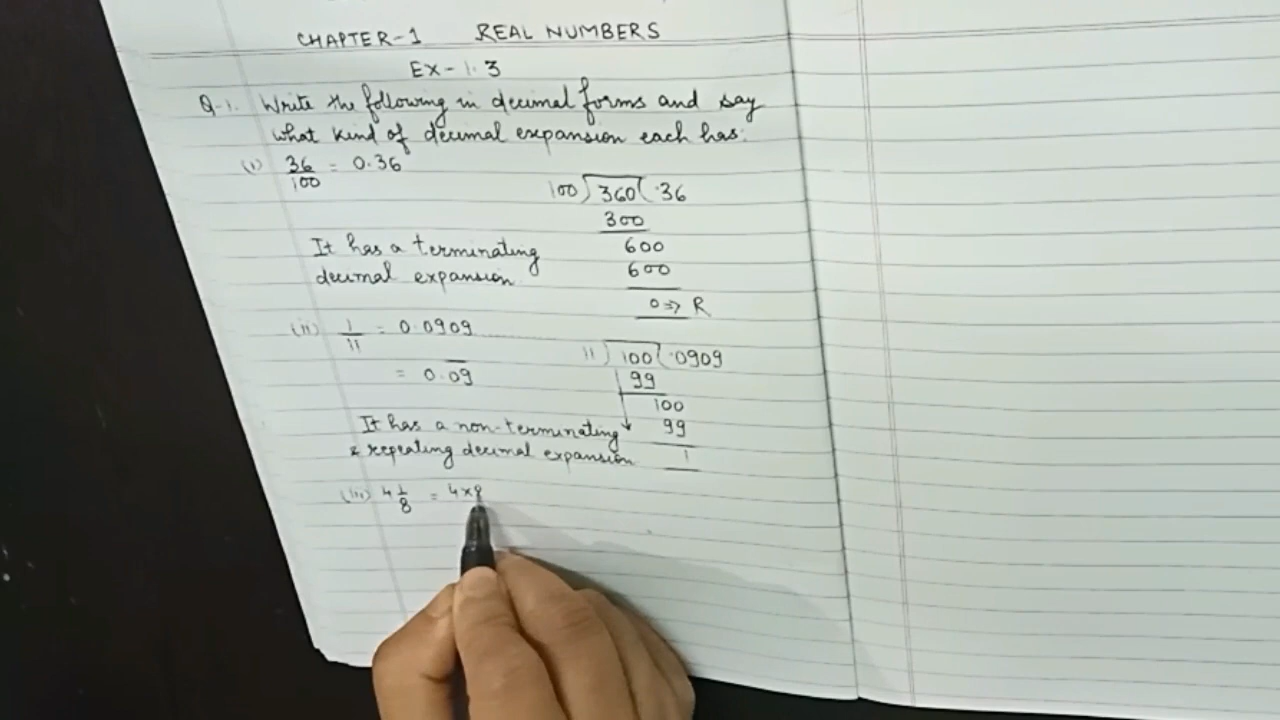 CHAPTER-1 REAL NUMBERS
EX-1.3
Q-1. Write the following in decimal forms and say
what kind of decimal expansion each has:
(i) 36/100 = 0.36
100 ) 360 ( .36
300
600
600
0 ⇒ R
It has a terminating
decimal expansion
(ii) 1/11 = 0.0909
= 0.0̅9̅
11 ) 100 ( .0909
99
100
99
1
It has a non-terminating
& repeating decimal expansion
(iii) 4 1/8 = 4×8